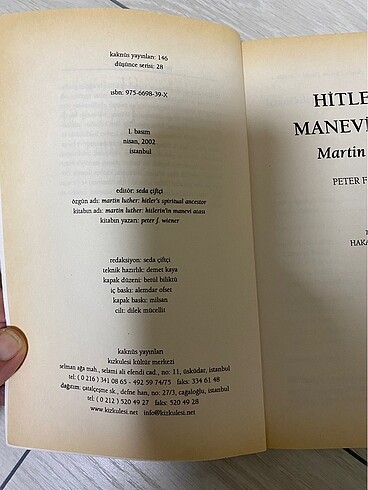 kaknüs yayınları: 146
düşünce serisi: 28
ısbn: 975-6698-39-X
1. basım
nisan, 2002
istanbul
editör: seda çiftçi
özgün adı: martin luther: hitler's spiritual ancestor
kitabın adı: martin luther: hitlerin'in manevi atası
kitabın yazarı: peter f. wiener
redaksiyon: seda çiftçi
teknik hazırlık: demet kaya
kapak düzeni: betül biliktü
iç baskı: alemdar ofset
kapak baskı: milsan
cilt: dilek mücellit
kaknüs yayınları
kızkulesi kültür merkezi
selman ağa mah., selami ali efendi cad., no: 11, üsküdar, istanbul
tel: ( 0 216 ) 341 08 65 - 492 59 74/75 faks: 334 61 48
dağıtım: çatalçeşme sk., defne han, no: 27/3, cağaloğlu, istanbul
tel: ( 0 212 ) 520 49 27 faks: 520 49 28
www.kizkulesi.net info@kizkulesi.net
HİTLE
MANEVİ
Martin
PETER F
HAKA